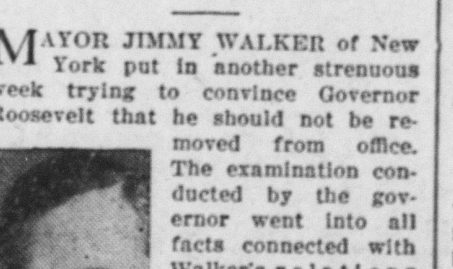 MAYOR JIMMY WALKER of New
York put in another strenuous
week trying to convince Governor
Roosevelt that he should not be re-
moved from office.
The examination con-
ducted by the gov-
ernor went into all
facts connected with
Walker's relations